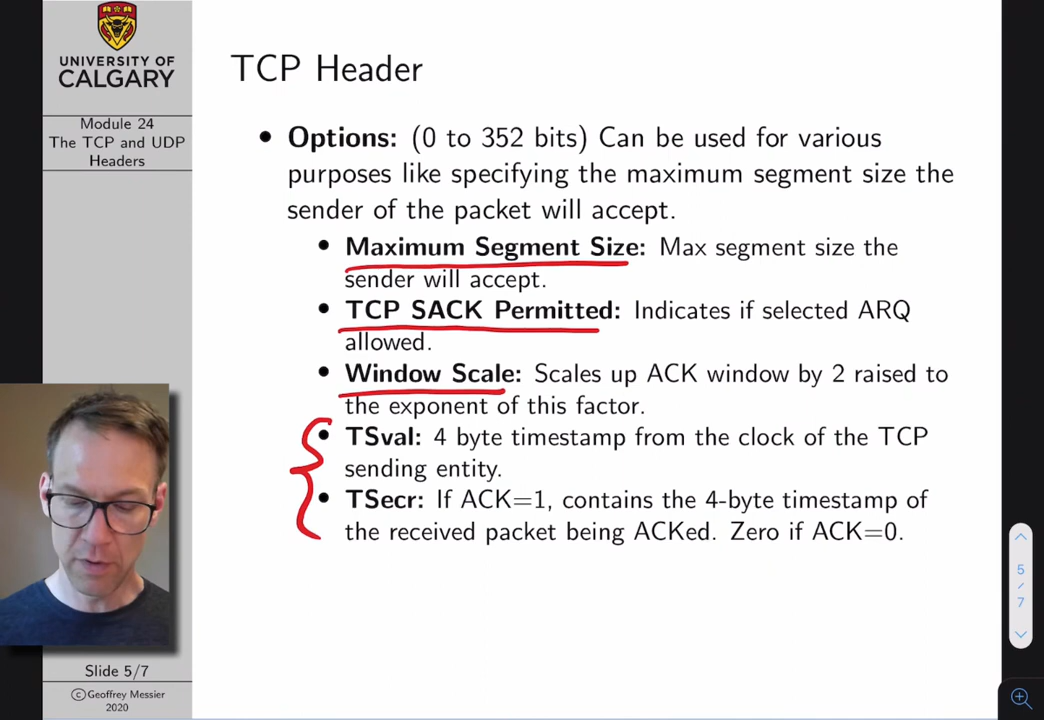 UNIVERSITY OF
CALGARY
Module 24
The TCP and UDP
Headers
TCP Header
• Options: (0 to 352 bits) Can be used for various
purposes like specifying the maximum segment size the
sender of the packet will accept.
• Maximum Segment Size: Max segment size the
sender will accept.
• TCP SACK Permitted: Indicates if selected ARQ
allowed.
• Window Scale: Scales up ACK window by 2 raised to
the exponent of this factor.
• TSval: 4 byte timestamp from the clock of the TCP
sending entity.
• TSecr: If ACK=1, contains the 4-byte timestamp of
the received packet being ACKed. Zero if ACK=0.
5
/
7
Slide 5/7
©Geoffrey Messier
2020